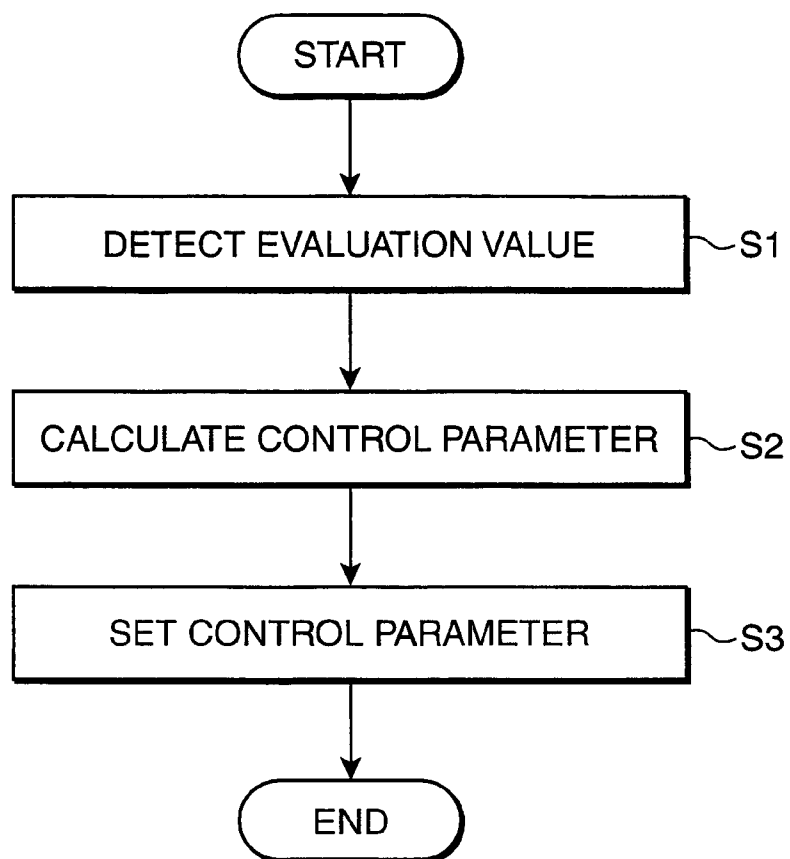 START
DETECT EVALUATION VALUE
S1
CALCULATE CONTROL PARAMETER
S2
SET CONTROL PARAMETER
S3
END